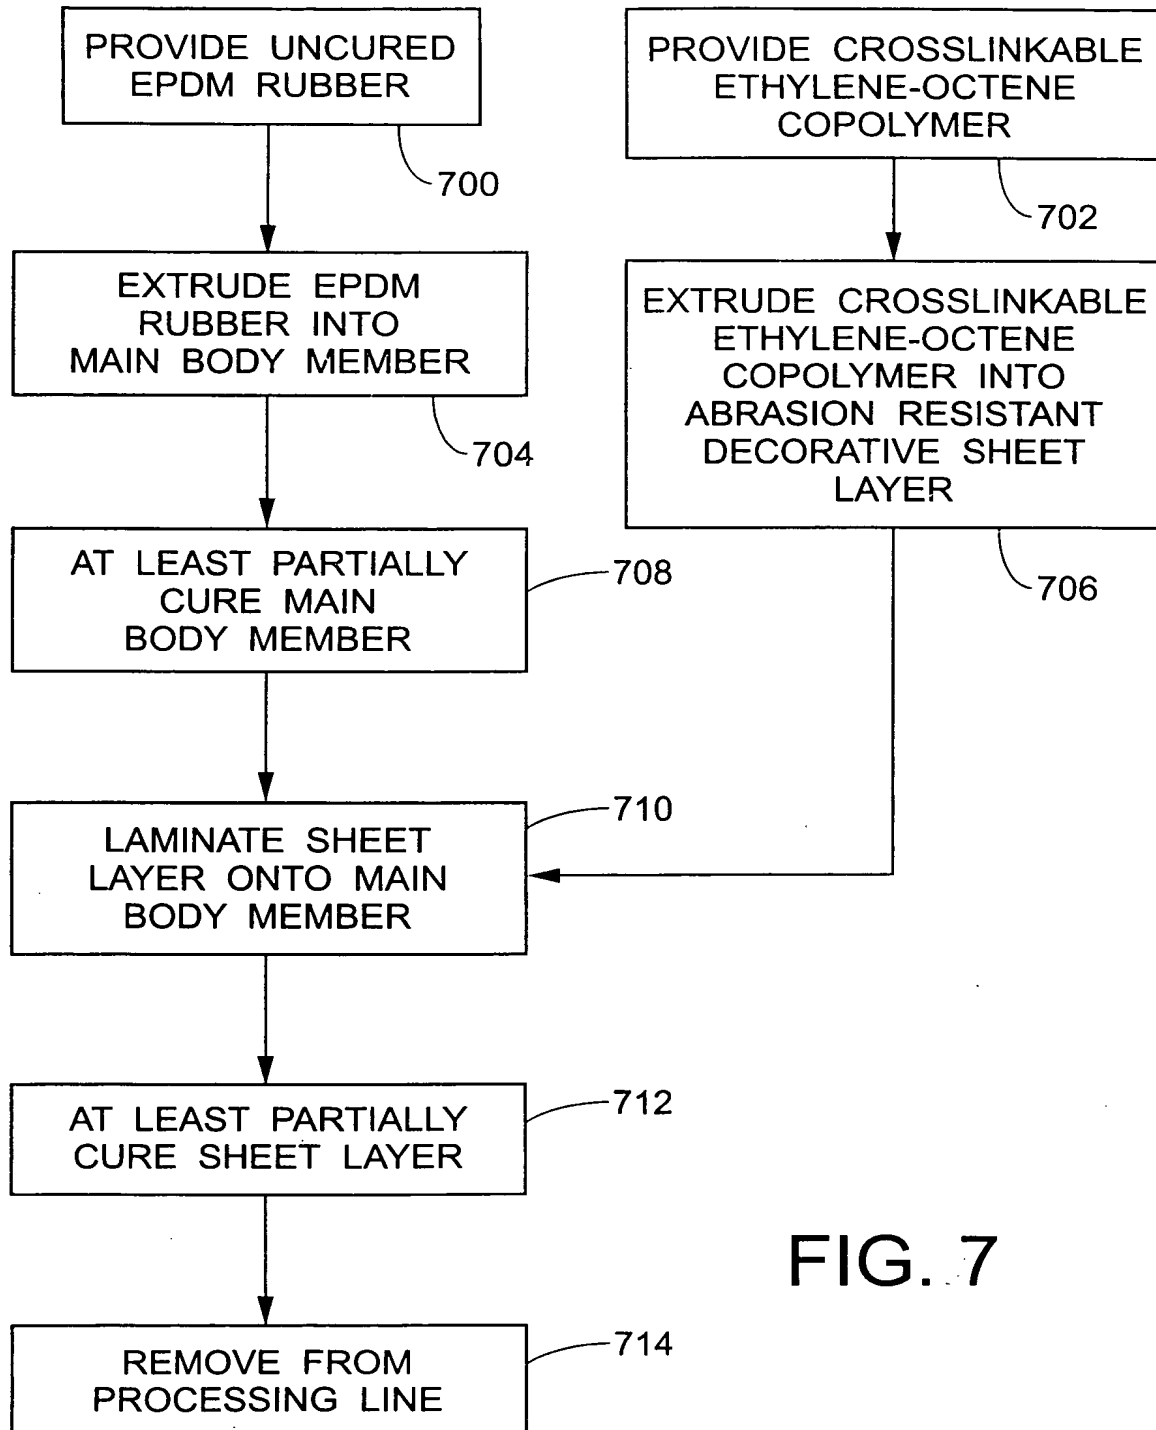 PROVIDE UNCURED
EPDM RUBBER
700
PROVIDE CROSSLINKABLE
ETHYLENE-OCTENE
COPOLYMER
702
EXTRUDE EPDM
RUBBER INTO
MAIN BODY MEMBER
704
EXTRUDE CROSSLINKABLE
ETHYLENE-OCTENE
COPOLYMER INTO
ABRASION RESISTANT
DECORATIVE SHEET
LAYER
706
AT LEAST PARTIALLY
CURE MAIN
BODY MEMBER
708
LAMINATE SHEET
LAYER ONTO MAIN
BODY MEMBER
710
AT LEAST PARTIALLY
CURE SHEET LAYER
712
REMOVE FROM
PROCESSING LINE
714
FIG. 7